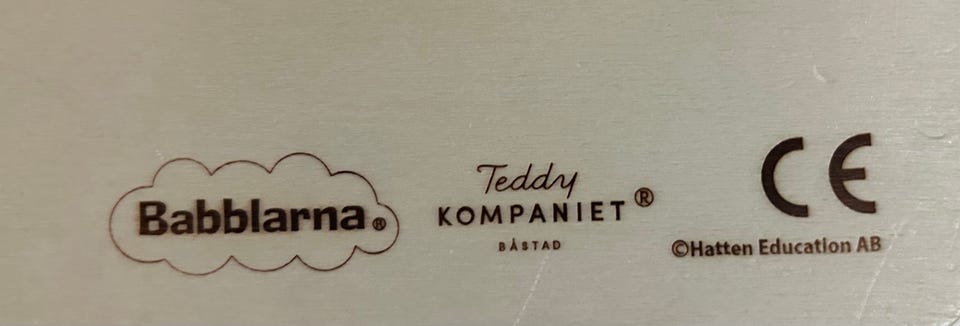 Babblarna®
Teddy
KOMPANIET®
BÅSTAD
CE
©Hatten Education AB